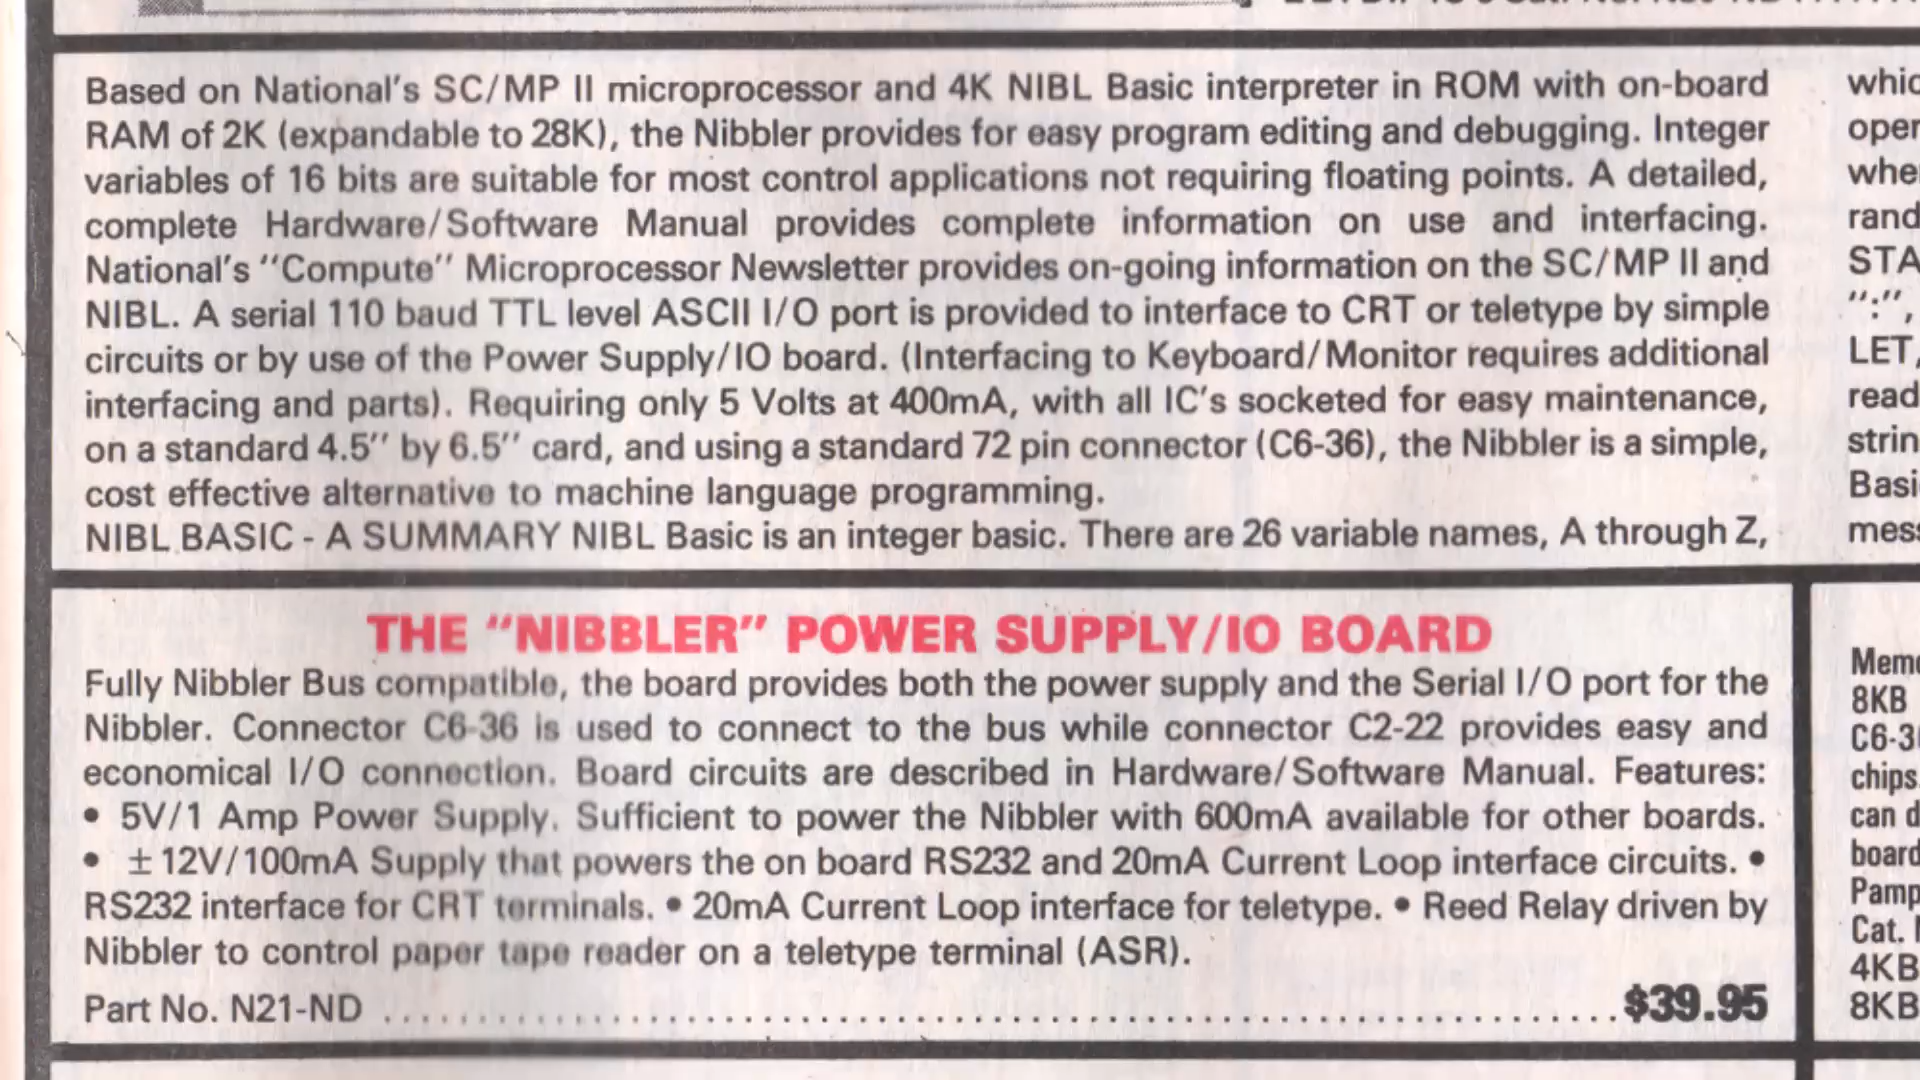 Based on National's SC/MP II microprocessor and 4K NIBL Basic interpreter in ROM with on-board
RAM of 2K (expandable to 28K), the Nibbler provides for easy program editing and debugging. Integer
variables of 16 bits are suitable for most control applications not requiring floating points. A detailed,
complete Hardware/Software Manual provides complete information on use and interfacing.
National's "Compute" Microprocessor Newsletter provides on-going information on the SC/MP II and
NIBL. A serial 110 baud TTL level ASCII I/O port is provided to interface to CRT or teletype by simple
circuits or by use of the Power Supply/IO board. (Interfacing to Keyboard/Monitor requires additional
interfacing and parts). Requiring only 5 Volts at 400mA, with all IC's socketed for easy maintenance,
on a standard 4.5" by 6.5" card, and using a standard 72 pin connector (C6-36), the Nibbler is a simple,
cost effective alternative to machine language programming.
NIBL BASIC - A SUMMARY NIBL Basic is an integer basic. There are 26 variable names, A through Z,
oper
rand
STA
":",
LET,
read
THE "NIBBLER" POWER SUPPLY/IO BOARD
Fully Nibbler Bus compatible, the board provides both the power supply and the Serial I/O port for the
Nibbler. Connector C6-36 is used to connect to the bus while connector C2-22 provides easy and
economical I/O connection. Board circuits are described in Hardware/Software Manual. Features:
• 5V/1 Amp Power Supply. Sufficient to power the Nibbler with 600mA available for other boards.
• ±12V/100mA Supply that powers the on board RS232 and 20mA Current Loop interface circuits. •
RS232 interface for CRT terminals. • 20mA Current Loop interface for teletype. • Reed Relay driven by
Nibbler to control paper tape reader on a teletype terminal (ASR).
Part No. N21-ND ........ $39.95
8KB
chips.
can d
board
Cat.
4KB
8KB